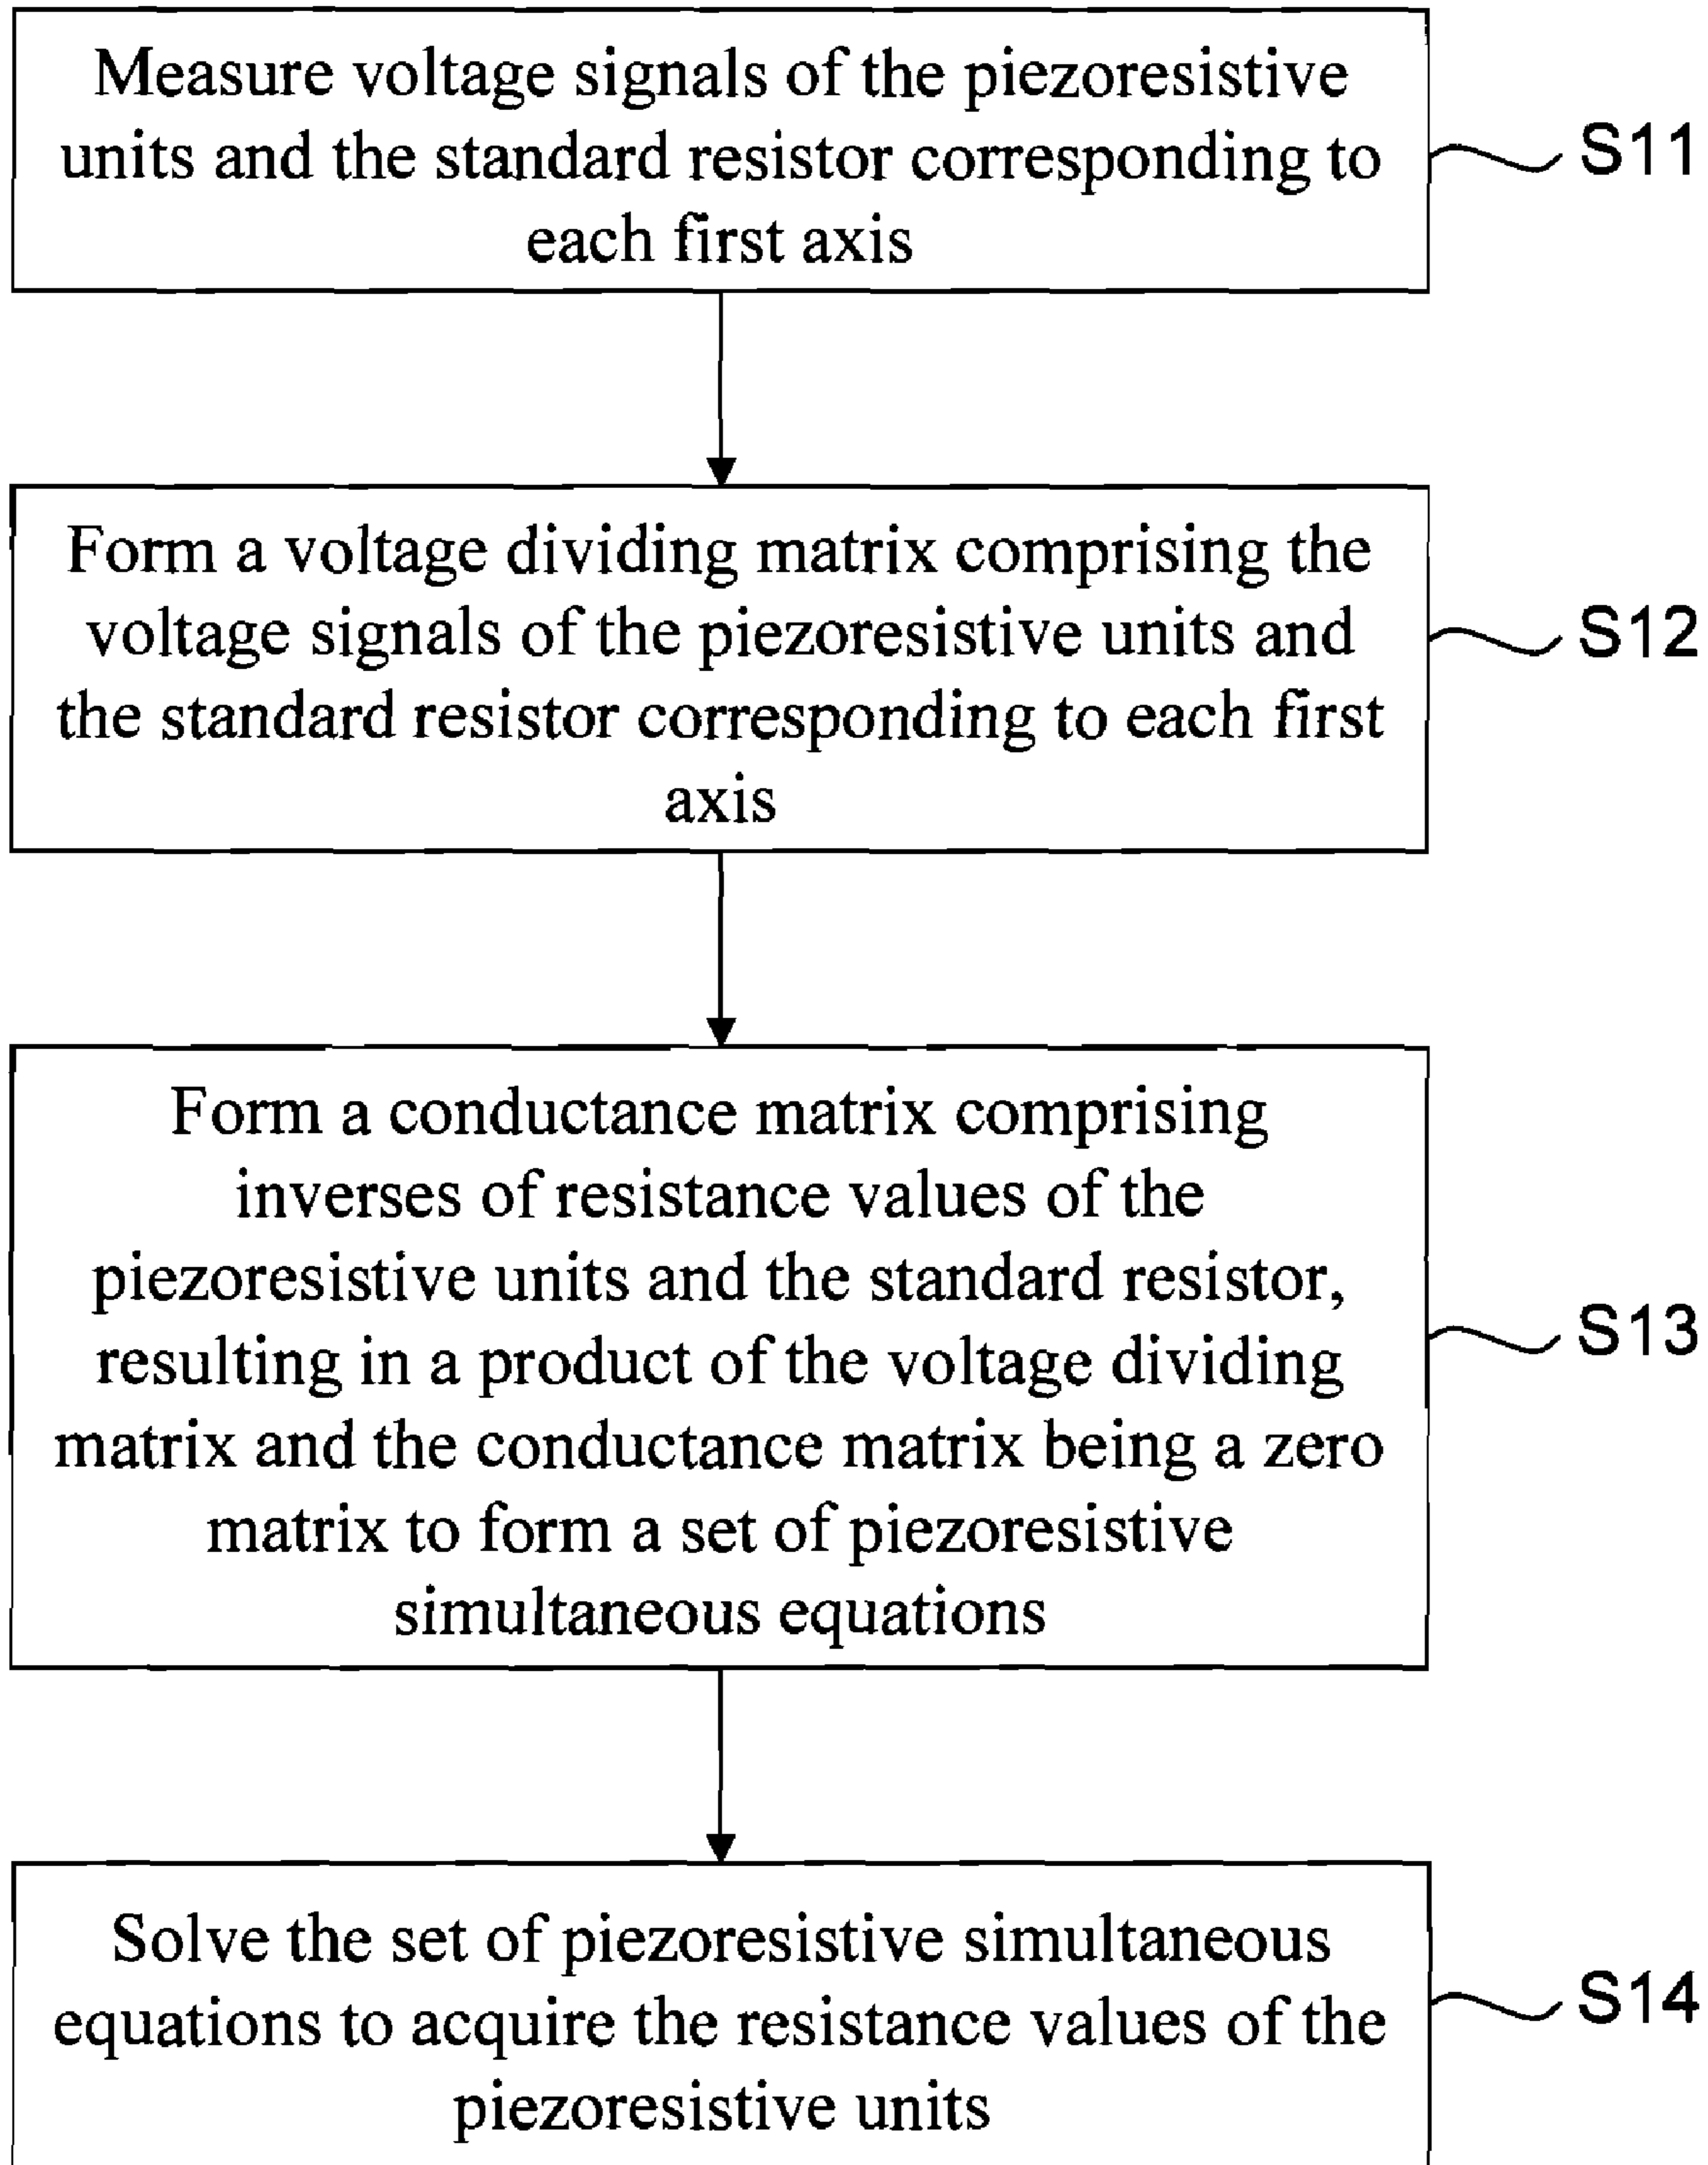 Measure voltage signals of the piezoresistive
units and the standard resistor corresponding to
each first axis
S11
Form a voltage dividing matrix comprising the
voltage signals of the piezoresistive units and
the standard resistor corresponding to each first
axis
S12
Form a conductance matrix comprising
inverses of resistance values of the
piezoresistive units and the standard resistor,
resulting in a product of the voltage dividing
matrix and the conductance matrix being a zero
matrix to form a set of piezoresistive
simultaneous equations
S13
Solve the set of piezoresistive simultaneous
equations to acquire the resistance values of the
piezoresistive units
S14